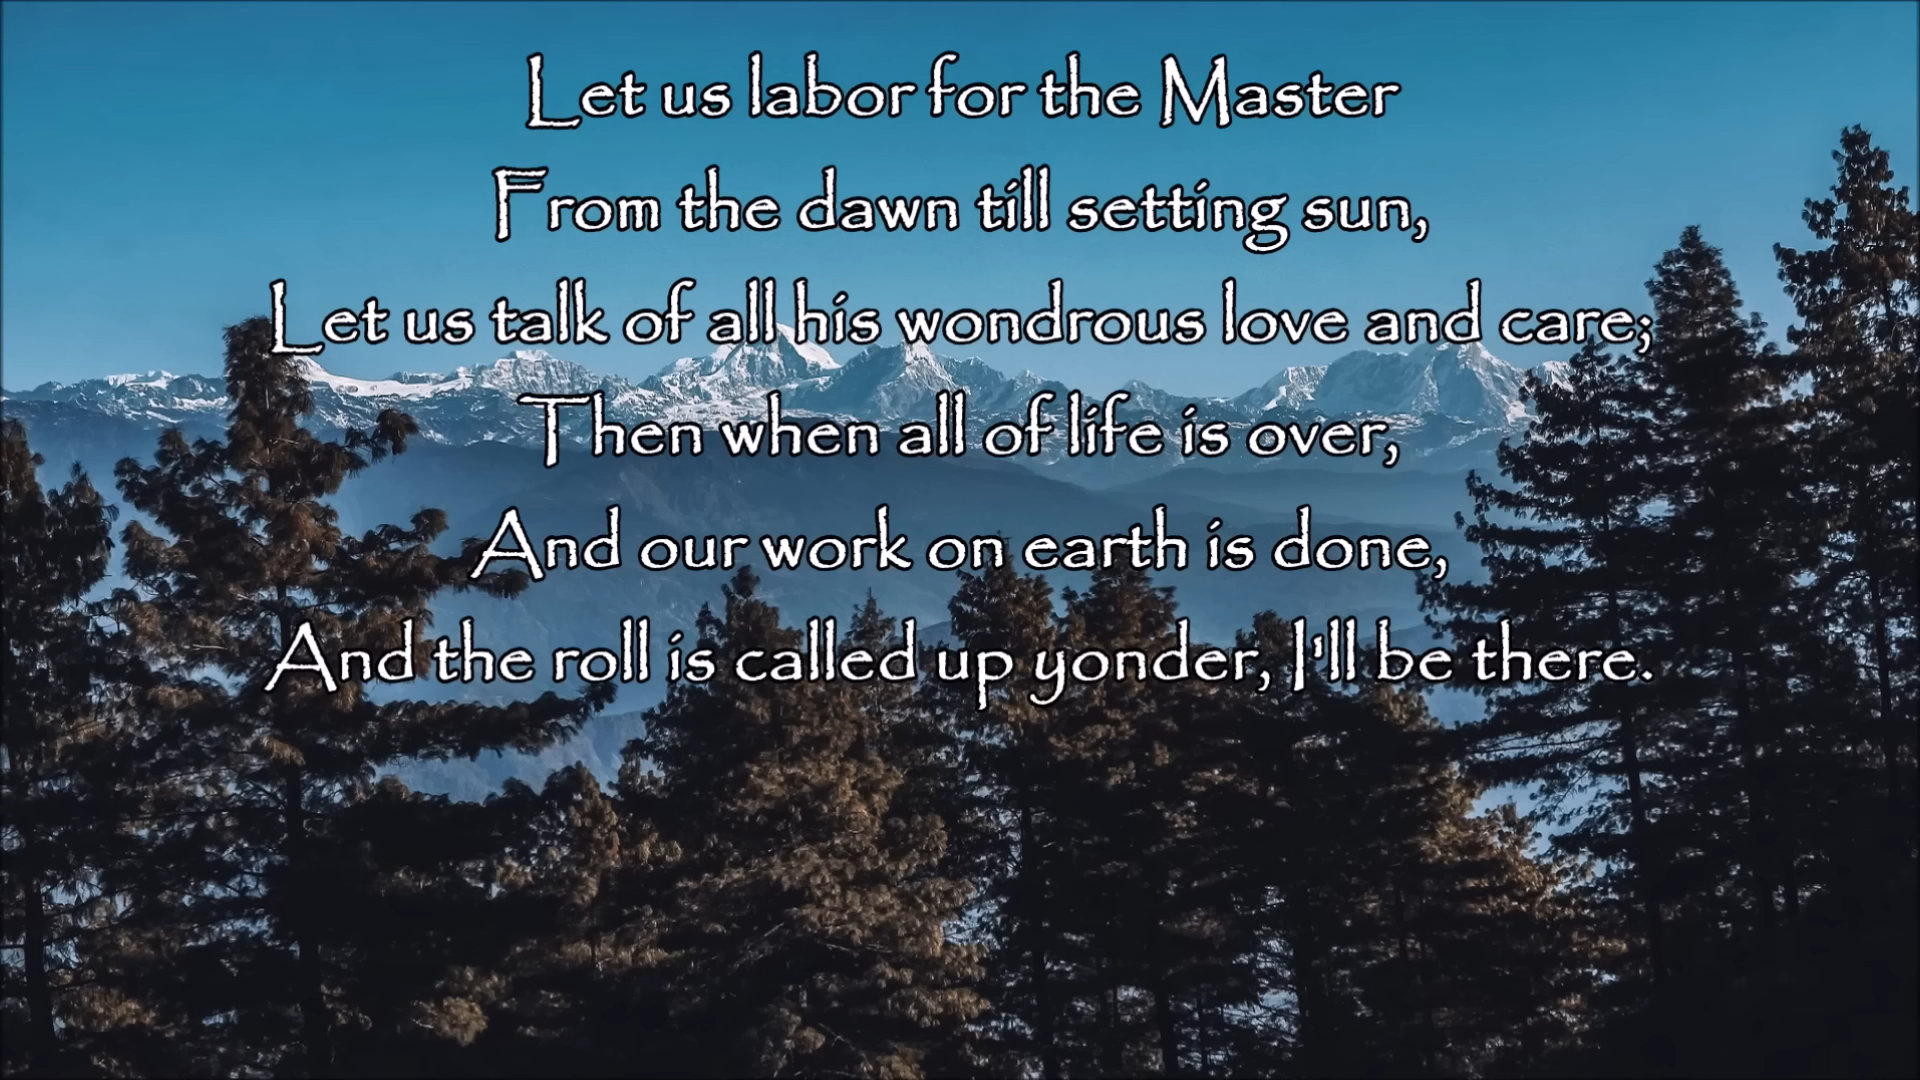 Let us labor for the Master
From the dawn till setting sun,
Let us talk of all his wondrous love and care;
Then when all of life is over,
And our work on earth is done,
And the roll is called up yonder, I'll be there.